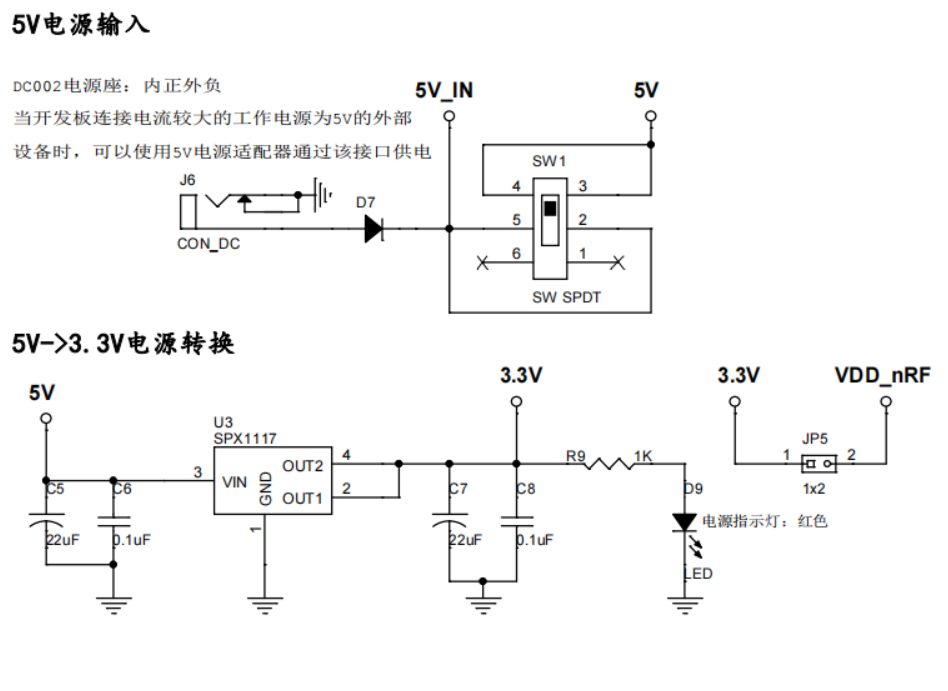 5V电源输入
DC002电源座：内正外负
当开发板连接电流较大的工作电源为5V的外部
设备时，可以使用5V电源适配器通过该接口供电
5V_IN
5V
J6
CON_DC
D7
SW1
4
3
5
2
6
1
SW SPDT
5V->3.3V电源转换
5V
U3
SPX1117
3
VIN
GND
OUT2
OUT1
4
2
1
C5
22uF
C6
0.1uF
3.3V
C7
22uF
C8
0.1uF
R9
1K
D9
电源指示灯：红色
LED
3.3V
VDD_nRF
JP5
1
2
1x2